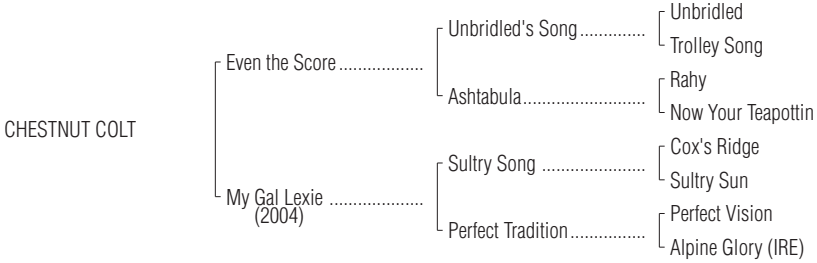 Unbridled
Unbridled's Song..............
Trolley Song
Even the Score..................
Rahy
Ashtabula..........................
Now Your Teapottin
CHESTNUT COLT
Cox's Ridge
Sultry Song ......................
Sultry Sun
My Gal Lexie ....................
(2004)
Perfect Vision
Perfect Tradition................
Alpine Glory (IRE)